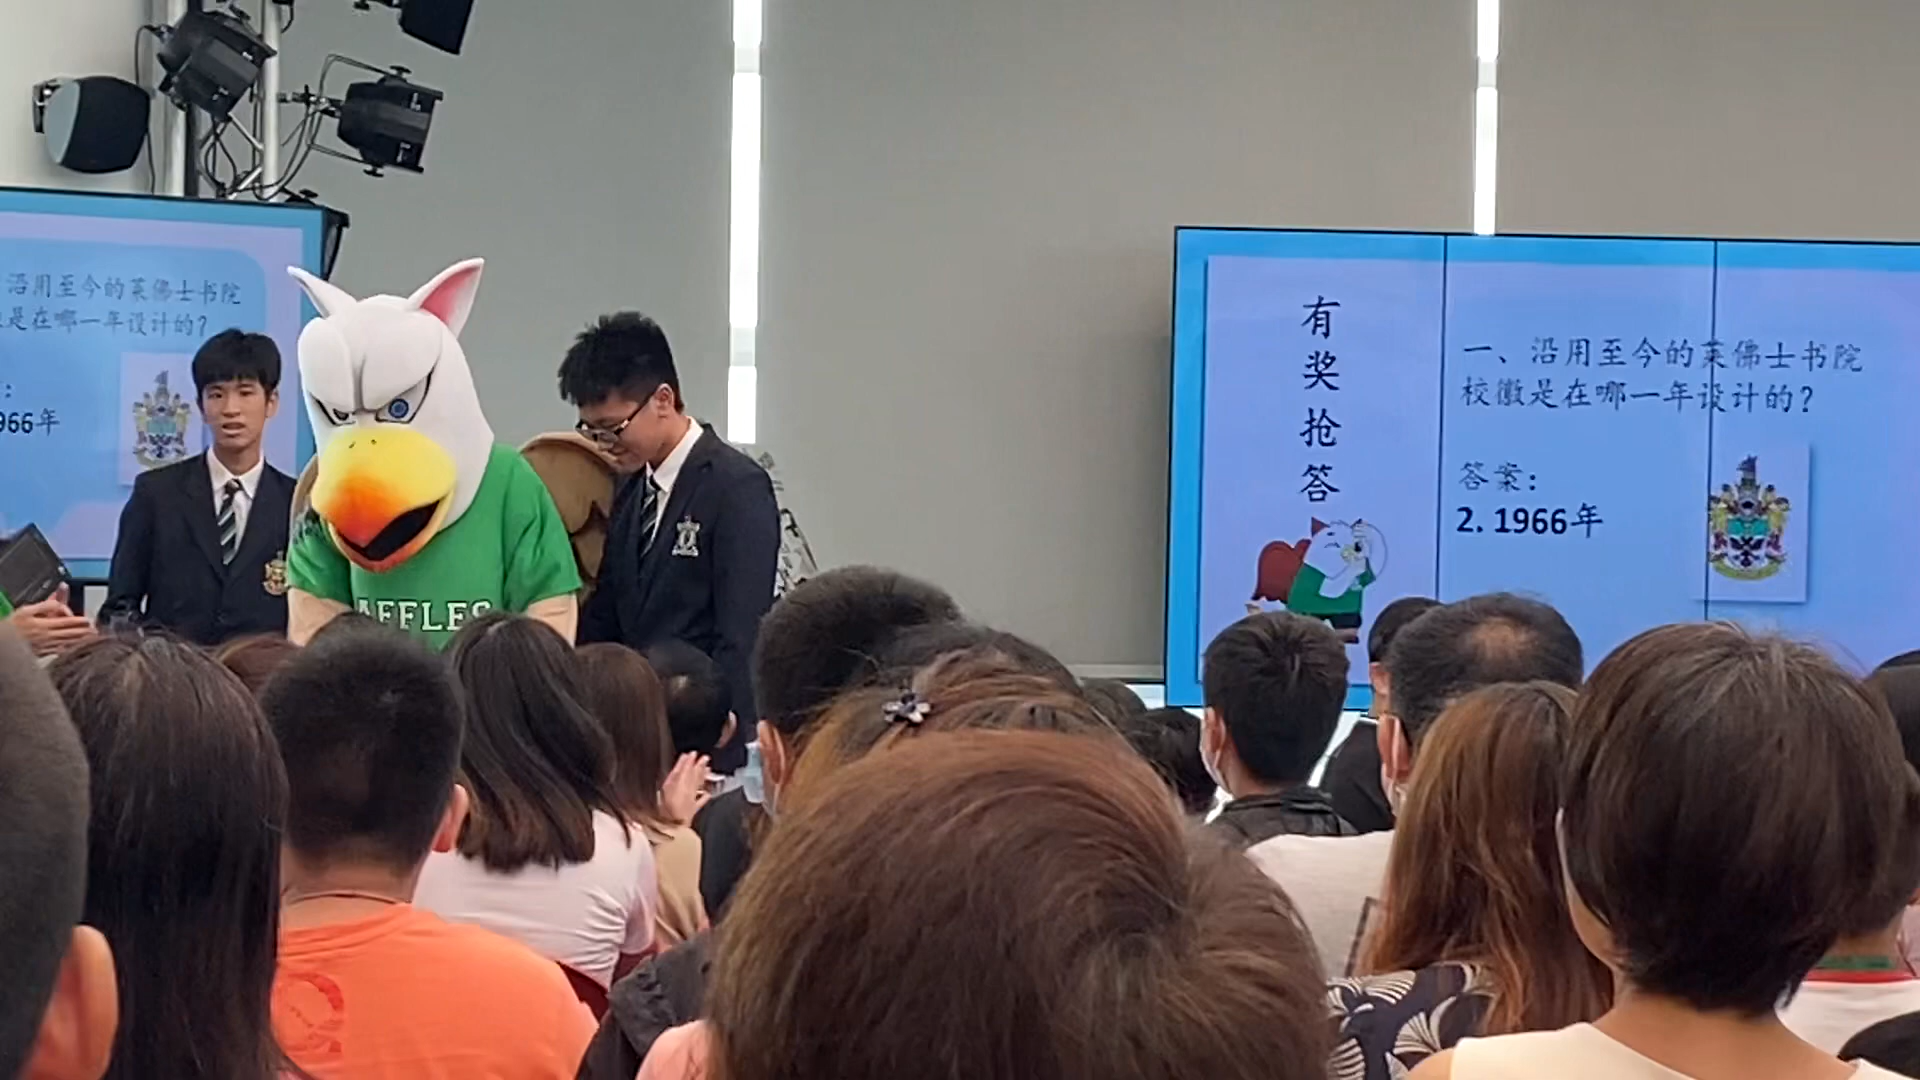 沿用至今的莱佛士书院
是在哪一年设计的？
：
966年
AFFLES
有奖抢答
一、沿用至今的莱佛士书院
校徽是在哪一年设计的？
答案：
2. 1966年